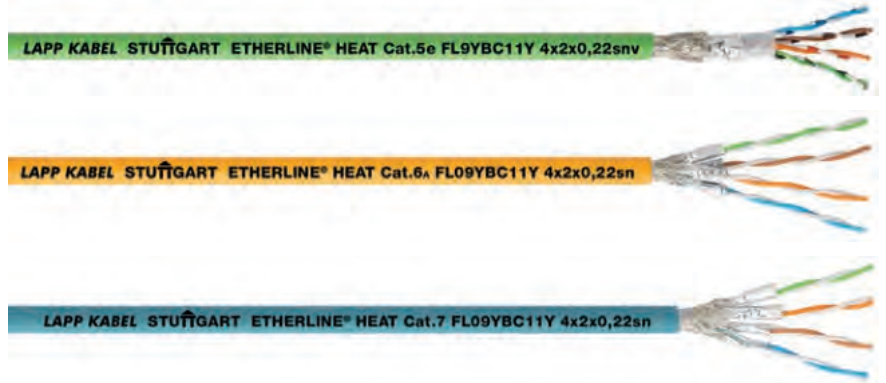 LAPP KABEL STUTTGART ETHERLINE® HEAT Cat.5e FL9YBC11Y 4x2x0,22snv
LAPP KABEL STUTTGART ETHERLINE® HEAT Cat.6A FL09YBC11Y 4x2x0,22sn
LAPP KABEL STUTTGART ETHERLINE® HEAT Cat.7 FL09YBC11Y 4x2x0,22sn